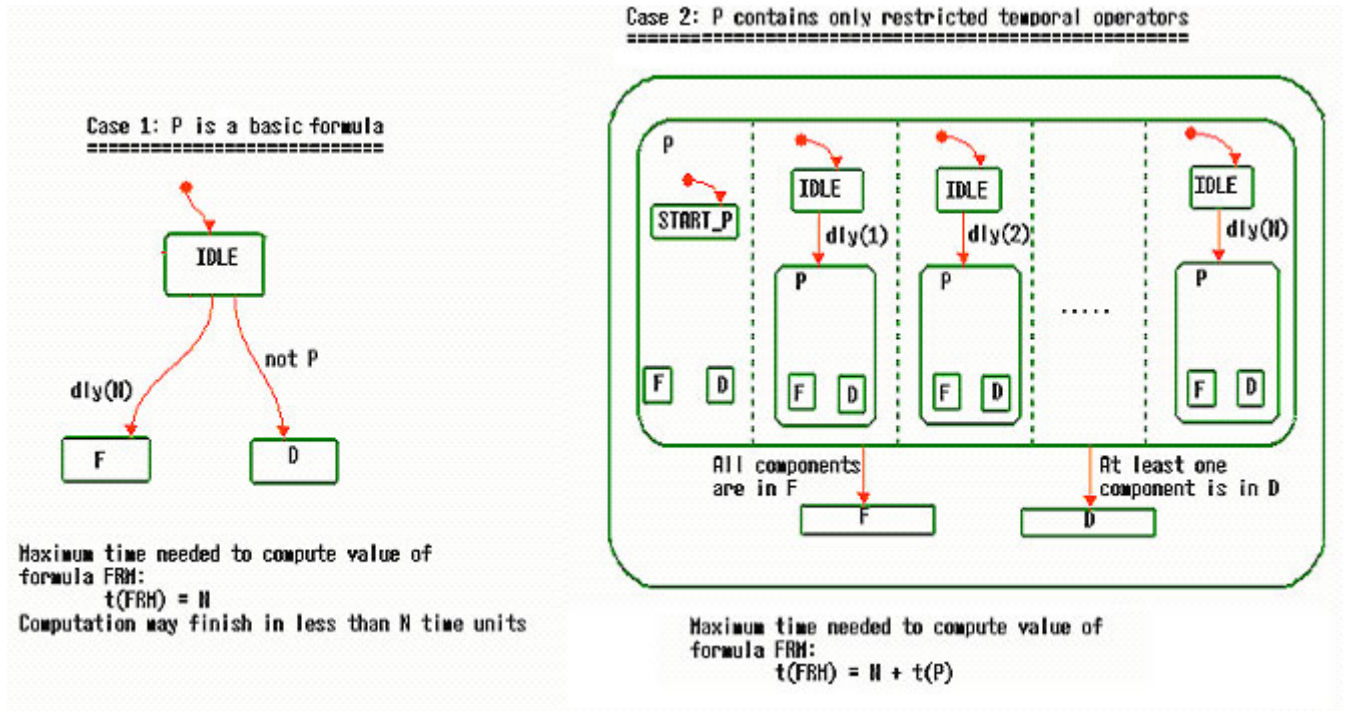 Case 1: P is a basic formula
============================
IDLE
not P
dly(N)
F
D
Maximum time needed to compute value of
formula FRM:
t(FRM) = N
Computation may finish in less than N time units
Case 2: P contains only restricted temporal operators
=====================================================
P
START_P
F
D
IDLE
dly(1)
P
F
D
IDLE
dly(2)
P
F
D
.....
IDLE
dly(N)
P
F
D
All components
are in F
F
At least one
component is in D
D
Maximum time needed to compute value of
formula FRM:
t(FRM) = N + t(P)